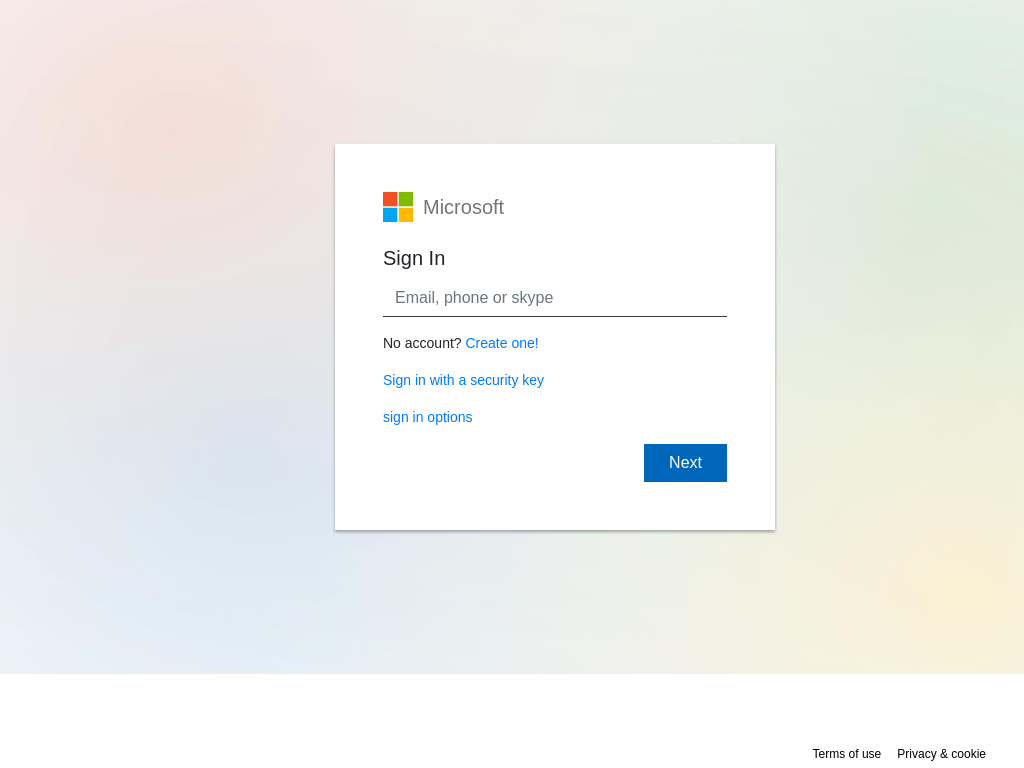 Microsoft
Sign In
Email, phone or skype
No account? Create one!
Sign in with a security key
sign in options
Next
Terms of use Privacy & cookie